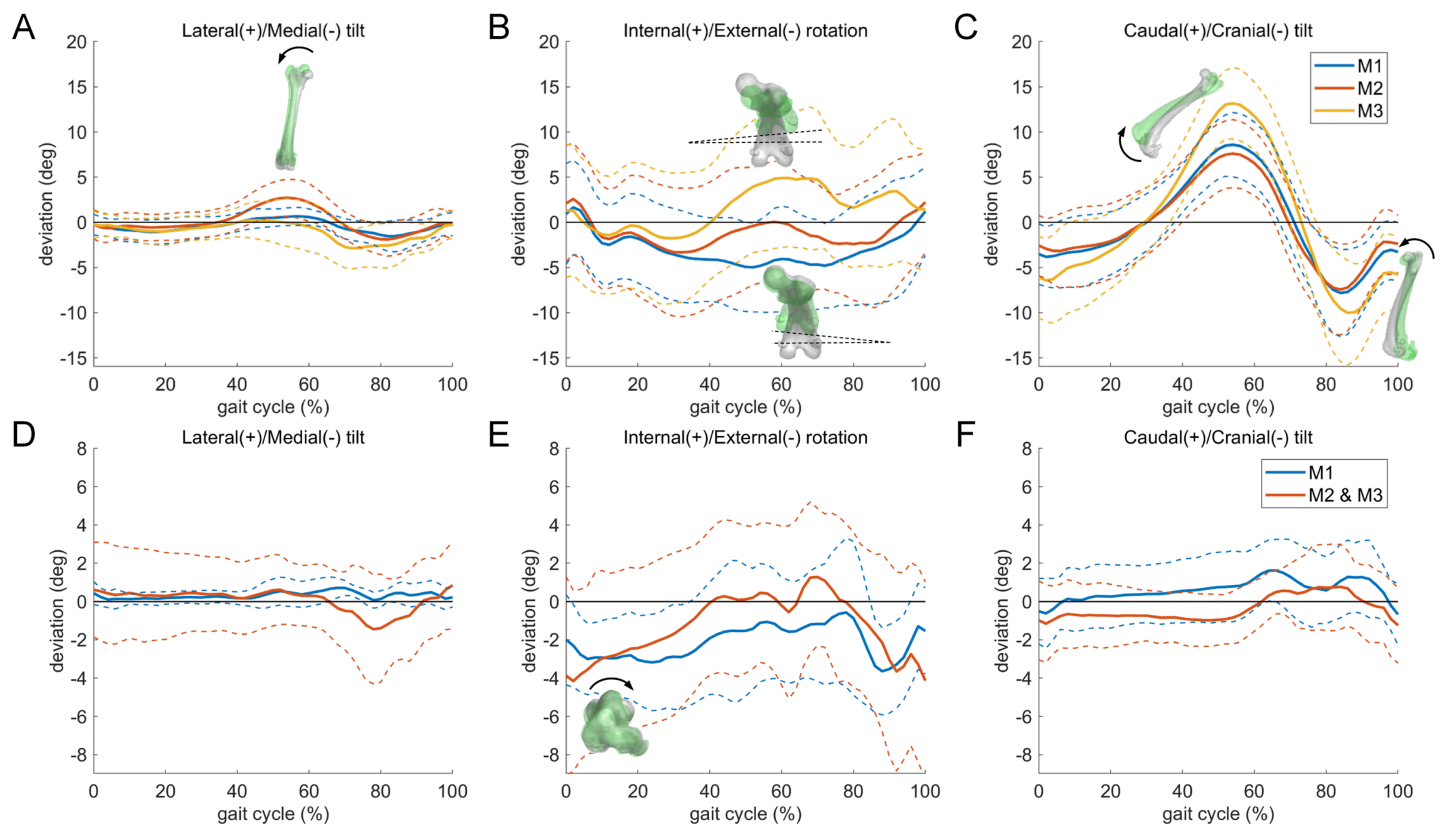 A
Lateral(+)/Medial(-) tilt
20
15
10
5
0
-5
-10
-15
deviation (deg)
0 20 40 60 80 100
gait cycle (%)
B
Internal(+)/External(-) rotation
20
15
10
5
0
-5
-10
-15
deviation (deg)
0 20 40 60 80 100
gait cycle (%)
C
Caudal(+)/Cranial(-) tilt
M1
M2
M3
20
15
10
5
0
-5
-10
-15
deviation (deg)
0 20 40 60 80 100
gait cycle (%)
D
Lateral(+)/Medial(-) tilt
8
6
4
2
0
-2
-4
-6
-8
deviation (deg)
0 20 40 60 80 100
gait cycle (%)
E
Internal(+)/External(-) rotation
8
6
4
2
0
-2
-4
-6
-8
deviation (deg)
0 20 40 60 80 100
gait cycle (%)
F
Caudal(+)/Cranial(-) tilt
M1
M2 & M3
8
6
4
2
0
-2
-4
-6
-8
deviation (deg)
0 20 40 60 80 100
gait cycle (%)